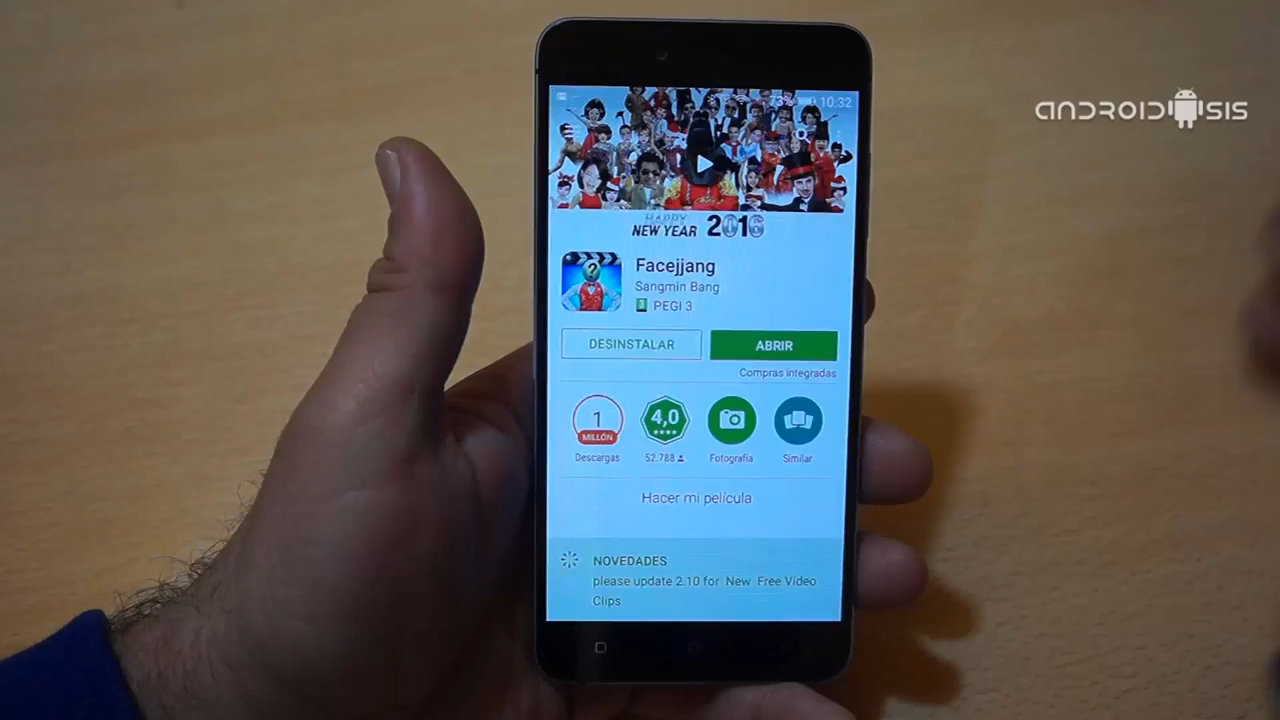 ANDROIDSIS
73% 10:32
HAPPY
NEW YEAR 2016
Facejjang
Sangmin Bang
3 PEGI 3
DESINSTALAR
ABRIR
Compras integradas
1
MILLÓN
4,0
Descargas
52.788
Fotografía
Similar
Hacer mi película
NOVEDADES
please update 2.10 for New Free Video
Clips